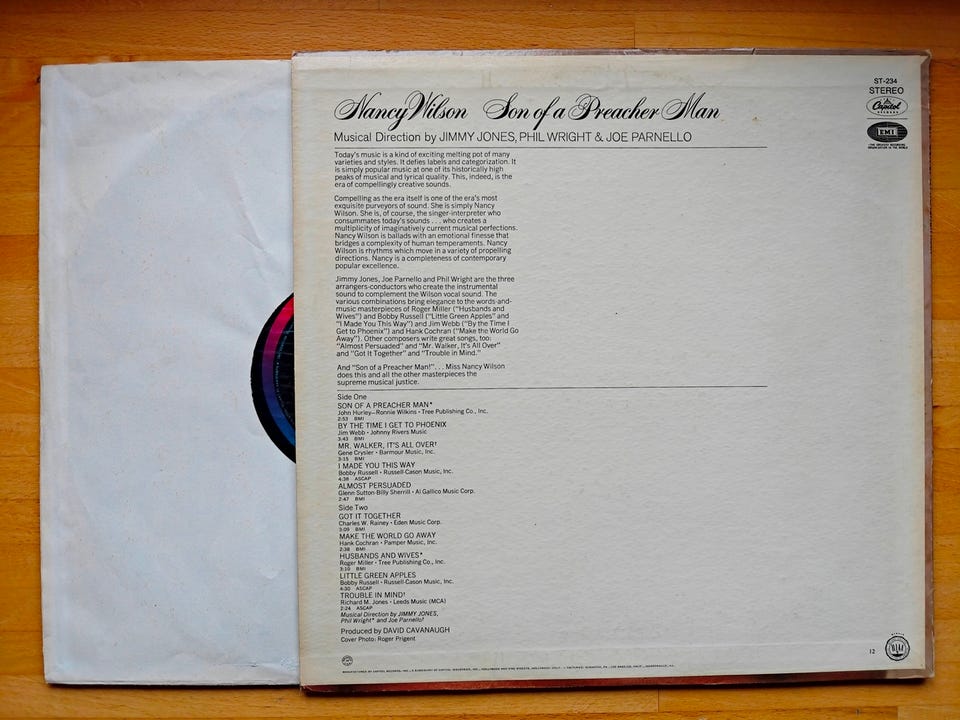 ST-234
STEREO
Capitol
RECORDS
EMI
THE GREATEST RECORDING
ORGANIZATION IN THE WORLD
Nancy Wilson Son of a Preacher Man
Musical Direction by JIMMY JONES, PHIL WRIGHT & JOE PARNELLO
Today's music is a kind of exciting melting pot of many
varieties and styles. It defies labels and categorization. It
is simply popular music at one of its historically high
peaks of musical and lyrical quality. This, indeed, is the
era of compellingly creative sounds.
Compelling as the era itself is one of the era's most
exquisite purveyors of sound. She is simply Nancy
Wilson. She is, of course, the singer-interpreter who
consummates today's sounds . . . who creates a
multiplicity of imaginatively current musical perfections.
Nancy Wilson is ballads with an emotional finesse that
bridges a complexity of human temperaments. Nancy
Wilson is rhythms which move in a variety of propelling
directions. Nancy is a completeness of contemporary
popular excellence.
Jimmy Jones, Joe Parnello and Phil Wright are the three
arrangers-conductors who create the instrumental
sound to complement the Wilson vocal sound. The
various combinations bring elegance to the words-and-
music masterpieces of Roger Miller ("Husbands and
Wives") and Bobby Russell ("Little Green Apples" and
"I Made You This Way") and Jim Webb ("By the Time I
Get to Phoenix") and Hank Cochran ("Make the World Go
Away"). Other composers write great songs, too:
"Almost Persuaded" and "Mr. Walker, It's All Over"
and "Got It Together" and "Trouble in Mind."
And "Son of a Preacher Man!". . . Miss Nancy Wilson
does this and all the other masterpieces the
supreme musical justice.
Side One
SON OF A PREACHER MAN*
John Hurley–Ronnie Wilkins • Tree Publishing Co., Inc.
2:53 BMI
BY THE TIME I GET TO PHOENIX
Jim Webb • Johnny Rivers Music
3:43 BMI
MR. WALKER, IT'S ALL OVER†
Gene Crysler • Barmour Music, Inc.
3:15 BMI
I MADE YOU THIS WAY
Bobby Russell • Russell-Cason Music, Inc.
4:38 ASCAP
ALMOST PERSUADED
Glenn Sutton-Billy Sherrill • Al Gallico Music Corp.
2:47 BMI
Side Two
GOT IT TOGETHER
Charles W. Rainey • Eden Music Corp.
3:09 BMI
MAKE THE WORLD GO AWAY
Hank Cochran • Pamper Music, Inc.
2:38 BMI
HUSBANDS AND WIVES*
Roger Miller • Tree Publishing Co., Inc.
3:10 BMI
LITTLE GREEN APPLES
Bobby Russell • Russell-Cason Music, Inc.
4:30 ASCAP
TROUBLE IN MIND†
Richard M. Jones • Leeds Music (MCA)
2:24 ASCAP
Musical Direction by JIMMY JONES,
Phil Wright* and Joe Parnello†
Produced by DAVID CAVANAUGH
Cover Photo: Roger Prigent
12
RIAA